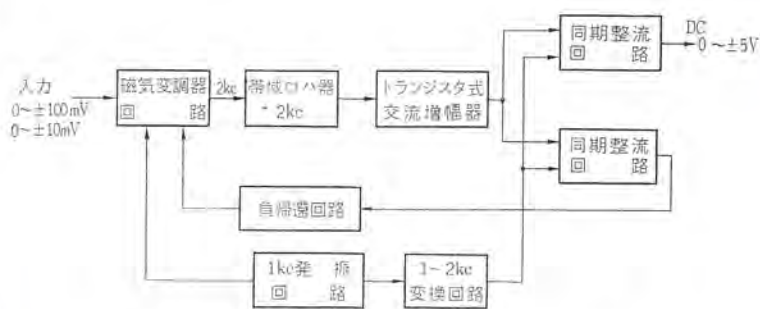 入力
0～±100mV
0～±10mV
磁気変調器
回路
2kc
帯域ロハ器
2kc
トランジスタ式
交流増幅器
同期整流
回路
DC
0～±5V
同期整流
回路
負帰還回路
1kc発振
回路
1-2kc
変換回路